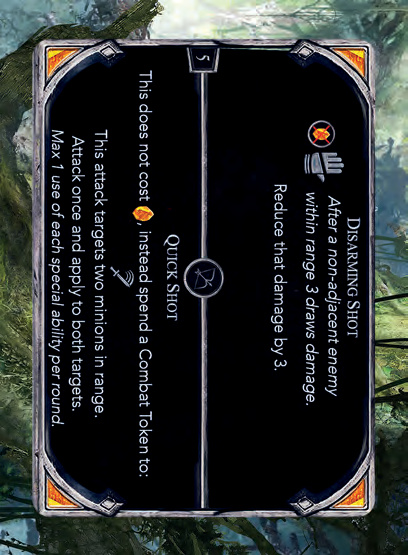 DISARMING SHOT
After a non-adjacent enemy
within range 3 draws damage.
Reduce that damage by 3.
5
QUICK SHOT
This does not cost , instead spend a Combat Token to:
This attack targets two minions in range.
Attack once and apply to both targets.
Max 1 use of each special ability per round.